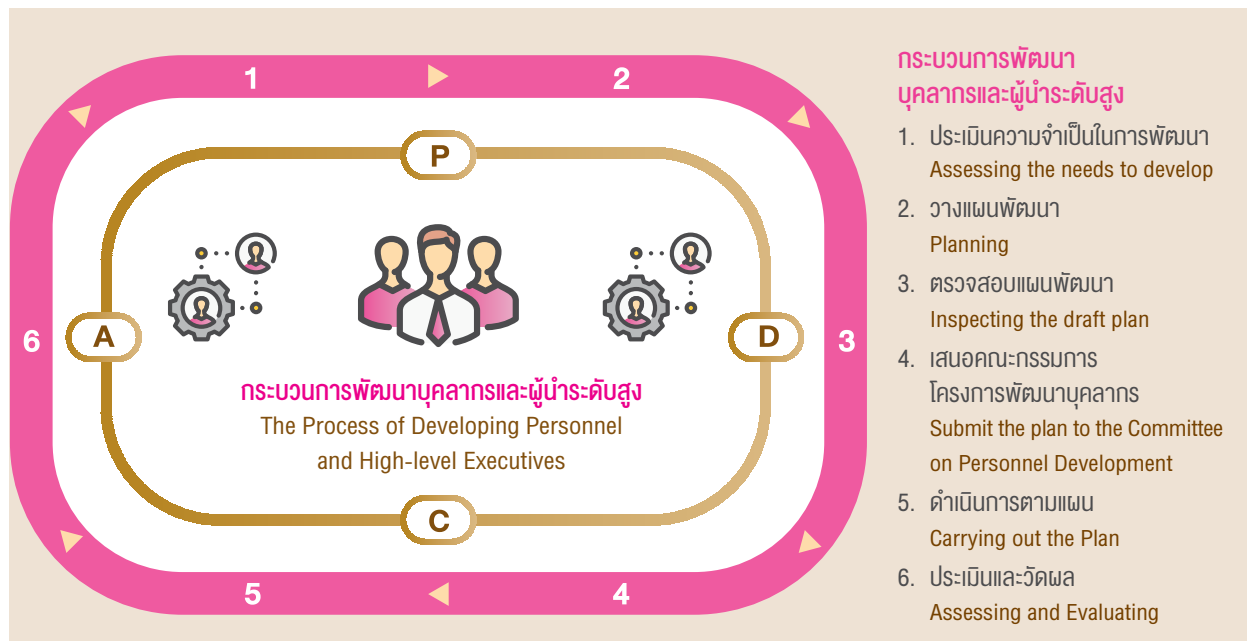 1
2
3
4
5
6
P
D
C
A
กระบวนการพัฒนาบุคลากรและผู้นำระดับสูง
The Process of Developing Personnel
and High-level Executives
กระบวนการพัฒนา
บุคลากรและผู้นำระดับสูง
1. ประเมินความจำเป็นในการพัฒนา
Assessing the needs to develop
2. วางแผนพัฒนา
Planning
3. ตรวจสอบแผนพัฒนา
Inspecting the draft plan
4. เสนอคณะกรรมการ
โครงการพัฒนาบุคลากร
Submit the plan to the Committee
on Personnel Development
5. ดำเนินการตามแผน
Carrying out the Plan
6. ประเมินและวัดผล
Assessing and Evaluating